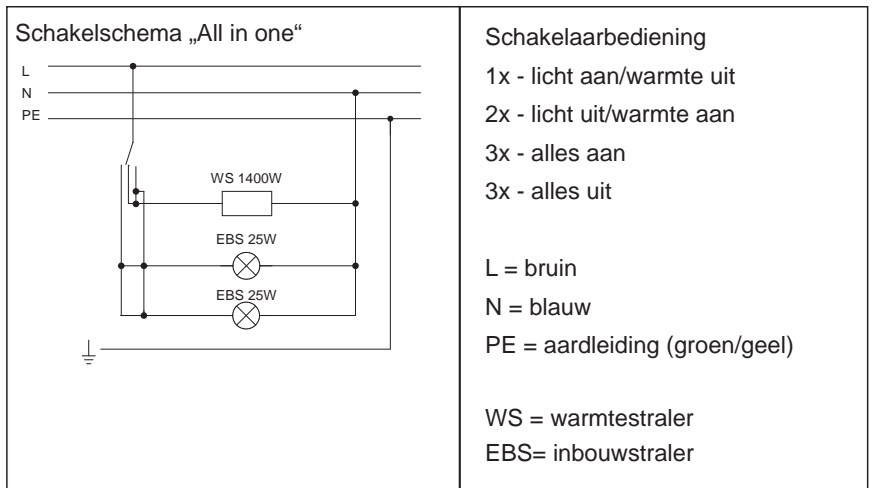 Schakelschema „All in one“
L
N
PE
WS 1400W
EBS 25W
EBS 25W
Schakelaarbediening
1x - licht aan/warmte uit
2x - licht uit/warmte aan
3x - alles aan
3x - alles uit
L = bruin
N = blauw
PE = aardleiding (groen/geel)
WS = warmtestraler
EBS= inbouwstraler